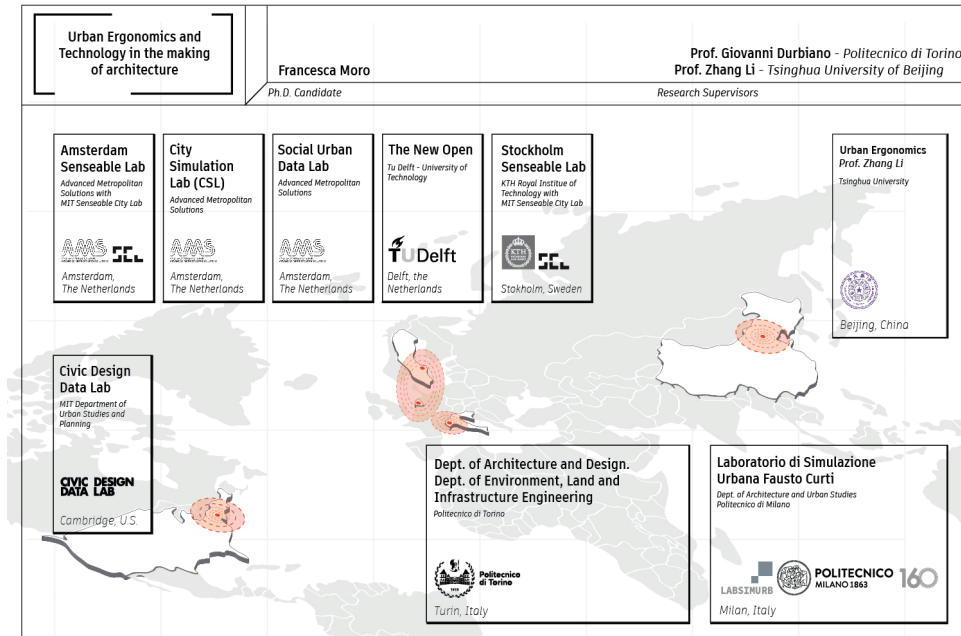 Urban Ergonomics and
Technology in the making
of architecture
Francesca Moro
Ph.D. Candidate
Prof. Giovanni Durbiano - Politecnico di Torino
Prof. Zhang Li - Tsinghua University of Beijing
Research Supervisors
Amsterdam
Senseable Lab
Advanced Metropolitan
Solutions with
MIT Senseable City Lab
AMS
SCL
Amsterdam,
The Netherlands
City
Simulation
Lab (CSL)
Advanced Metropolitan
Solutions
AMS
Amsterdam,
The Netherlands
Social Urban
Data Lab
Advanced Metropolitan
Solutions
AMS
Amsterdam,
The Netherlands
The New Open
Tu Delft - University of
Technology
TUDelft
Delft, the
Netherlands
Stockholm
Senseable Lab
KTH Royal Institue of
Technology with
MIT Senseable City Lab
KTH
SCL
Stokholm, Sweden
Urban Ergonomics
Prof. Zhang Li
Tsinghua University
Beijing, China
Civic Design
Data Lab
MIT Department of
Urban Studies and
Planning
CIVIC DESIGN
DATA LAB
Cambridge, U.S.
Dept. of Architecture and Design.
Dept. of Environment, Land and
Infrastructure Engineering
Politecnico di Torino
Politecnico
di Torino
Turin, Italy
Laboratorio di Simulazione
Urbana Fausto Curti
Dept. of Architecture and Urban Studies
Politecnico di Milano
LABSIMURB
POLITECNICO
MILANO 1863
160
Milan, Italy